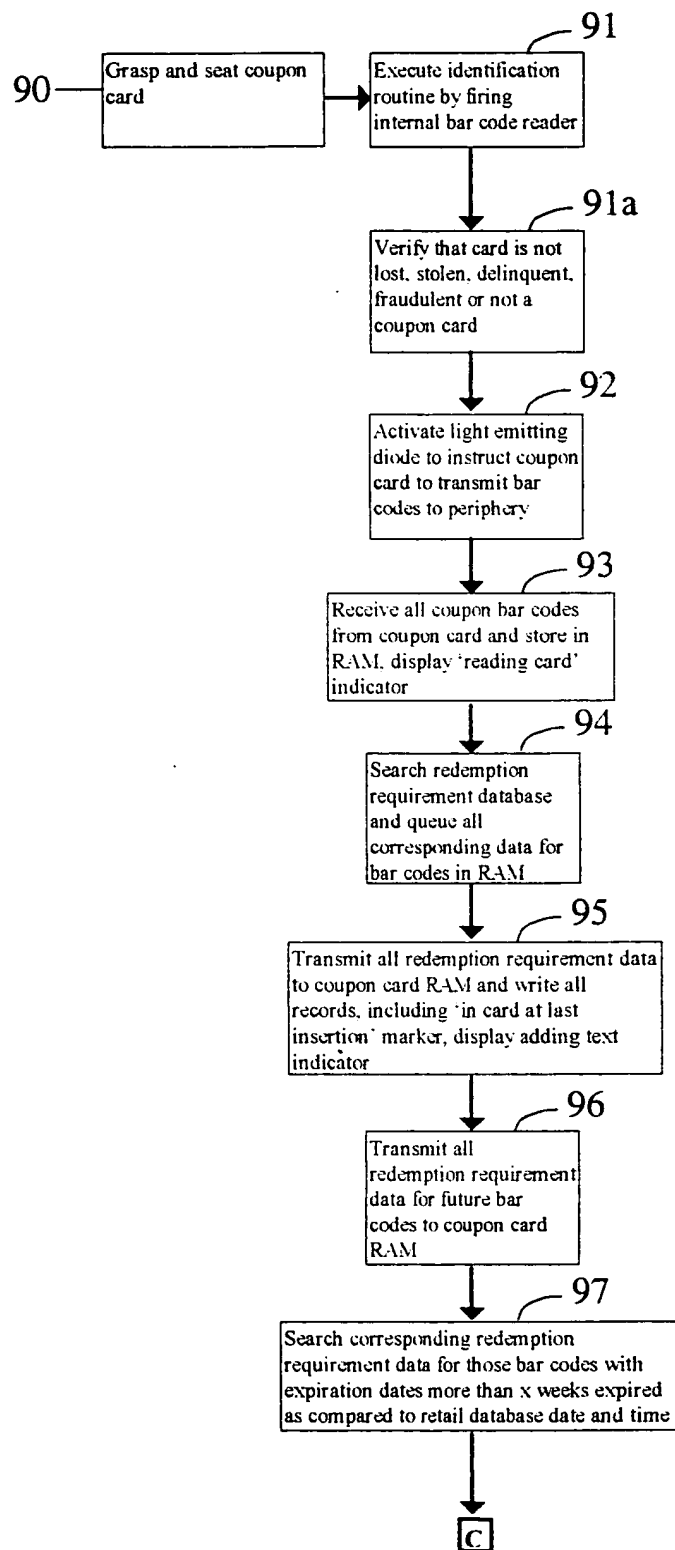 91
90
Grasp and seat coupon
card
Execute identification
routine by firing
internal bar code reader
91a
Verify that card is not
lost, stolen, delinquent,
fraudulent or not a
coupon card
92
Activate light emitting
diode to instruct coupon
card to transmit bar
codes to periphery
93
Receive all coupon bar codes
from coupon card and store in
RAM, display 'reading card'
indicator
94
Search redemption
requirement database
and queue all
corresponding data for
bar codes in RAM
95
Transmit all redemption requirement data
to coupon card RAM and write all
records, including 'in card at last
insertion' marker, display adding text
indicator
96
Transmit all
redemption requirement
data for future bar
codes to coupon card
RAM
97
Search corresponding redemption
requirement data for those bar codes with
expiration dates more than x weeks expired
as compared to retail database date and time
C